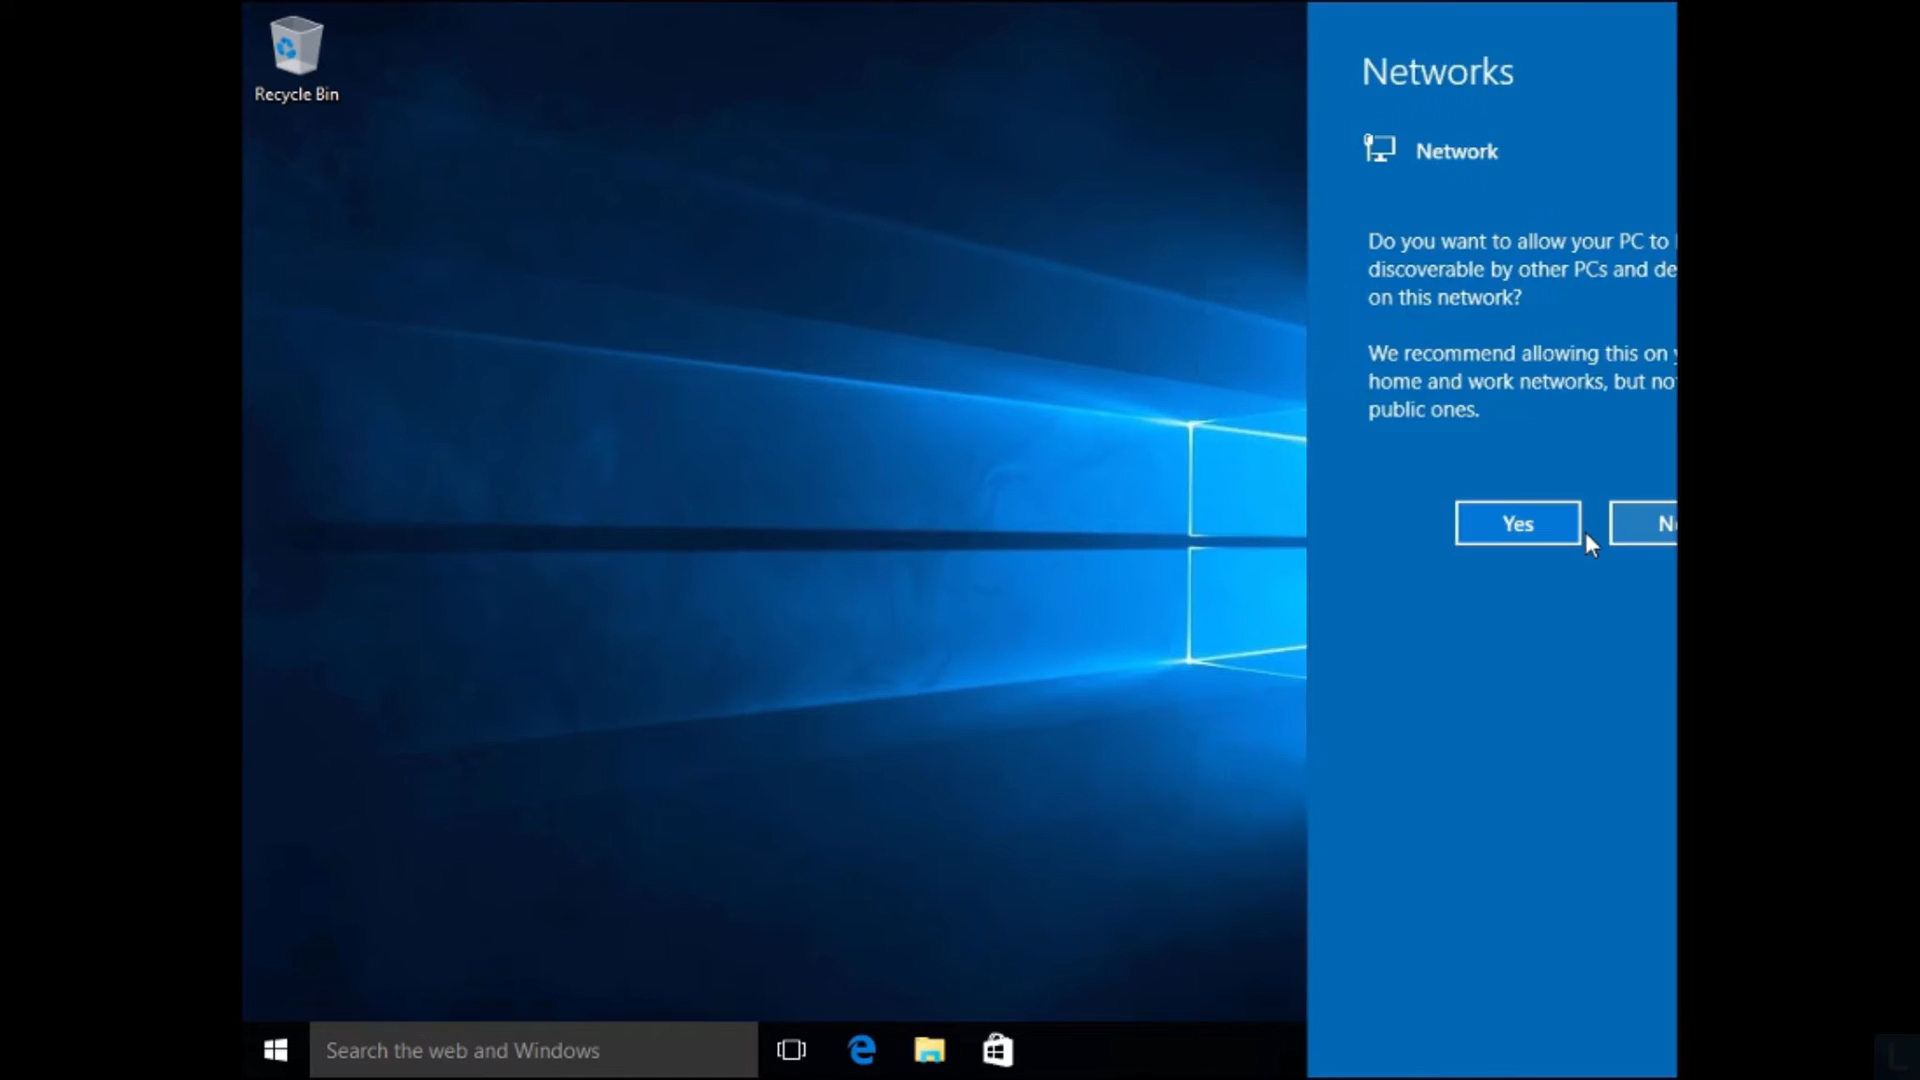 Recycle Bin
Networks
Network
Do you want to allow your PC to
discoverable by other PCs and de
on this network?
We recommend allowing this on
home and work networks, but no
public ones.
Yes
N
Search the web and Windows